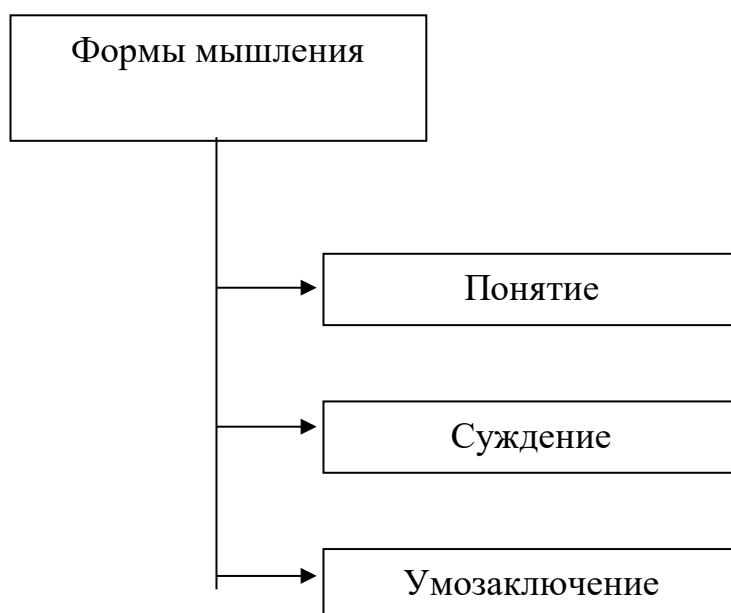 Формы мышления
Понятие
Суждение
Умозаключение